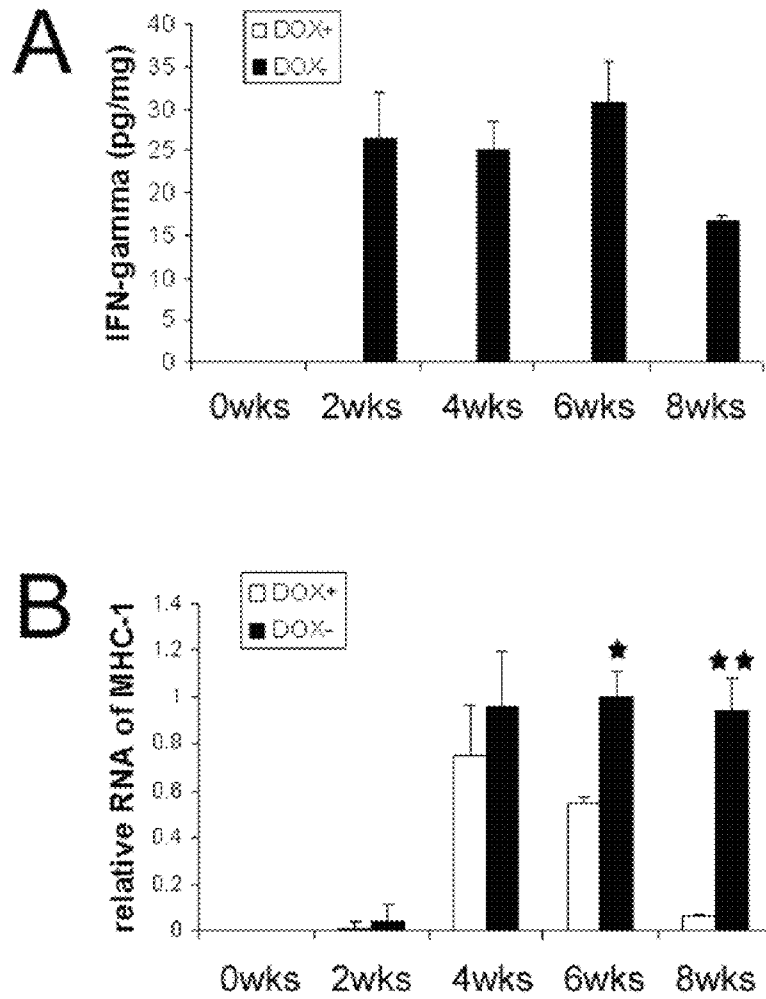 A
IFN-gamma (pg/mg)
40
35
30
25
20
15
10
5
0
DOX+
DOX-
0wks 2wks 4wks 6wks 8wks
B
relative RNA of MHC-1
1.4
1.2
1
0.8
0.6
0.4
0.2
0
DOX+
DOX-
★
★★
0wks 2wks 4wks 6wks 8wks